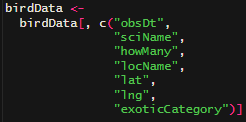 birdData <-
  birdData[, c("obsDt",
               "sciName",
               "howMany",
               "locName",
               "lat",
               "lng",
               "exoticCategory")]